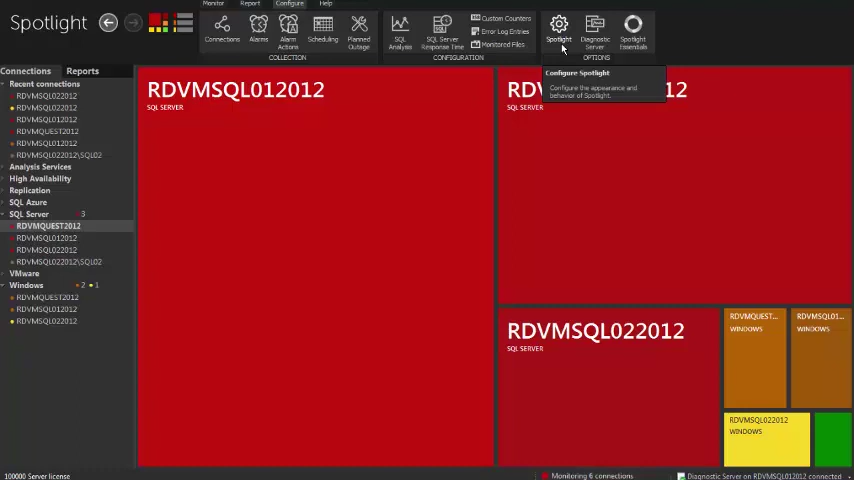 Monitor Report Configure Help
Spotlight
Connections
Alarms
Alarm
Actions
Scheduling
Planned
Outage
COLLECTION
SQL
Analysis
SQL Server
Response Time
Custom Counters
Error Log Entries
Monitored Files
CONFIGURATION
Spotlight
Diagnostic
Server
Spotlight
Essentials
OPTIONS
Configure Spotlight
Configure the appearance and
behavior of Spotlight.
Connections Reports
Recent connections
RDVMSQL022012
RDVMSQL022012
RDVMSQL012012
RDVMQUEST2012
RDVMSQL012012
RDVMSQL022012\SQL02
Analysis Services
High Availability
Replication
SQL Azure
SQL Server 3
RDVMQUEST2012
RDVMSQL012012
RDVMSQL022012
RDVMSQL022012\SQL02
VMware
Windows 2 1
RDVMQUEST2012
RDVMSQL012012
RDVMSQL022012
RDVMSQL012012
SQL SERVER
RDV
12
SQL SERVER
RDVMSQL022012
SQL SERVER
RDVMQUEST...
WINDOWS
RDVMSQL01...
WINDOWS
RDVMSQL022012
WINDOWS
100000 Server license
Monitoring 6 connections
Diagnostic Server on RDVMSQL012012 connected